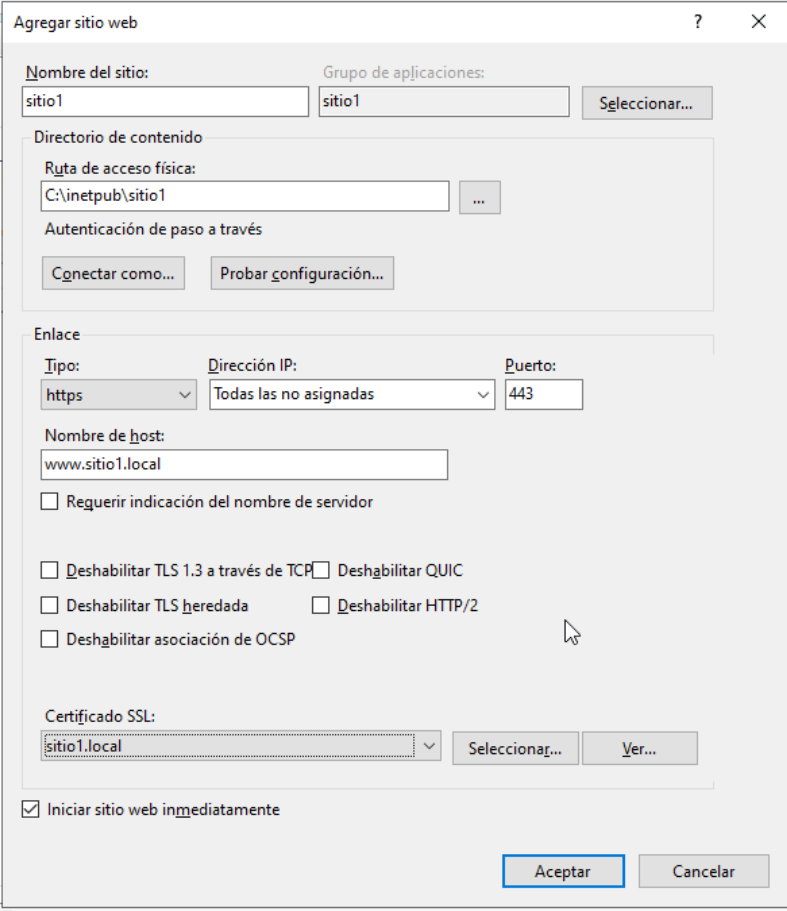 Agregar sitio web ? ×
Nombre del sitio: Grupo de aplicaciones:
sitio1 sitio1 Seleccionar...
Directorio de contenido
Ruta de acceso física:
C:\inetpub\sitio1 ...
Autenticación de paso a través
Conectar como... Probar configuración...
Enlace
Tipo: Dirección IP: Puerto:
https Todas las no asignadas 443
Nombre de host:
www.sitio1.local
Requerir indicación del nombre de servidor
Deshabilitar TLS 1.3 a través de TCP Deshabilitar QUIC
Deshabilitar TLS heredada Deshabilitar HTTP/2
Deshabilitar asociación de OCSP
Certificado SSL:
sitio1.local Seleccionar... Ver...
Iniciar sitio web inmediatamente
Aceptar Cancelar